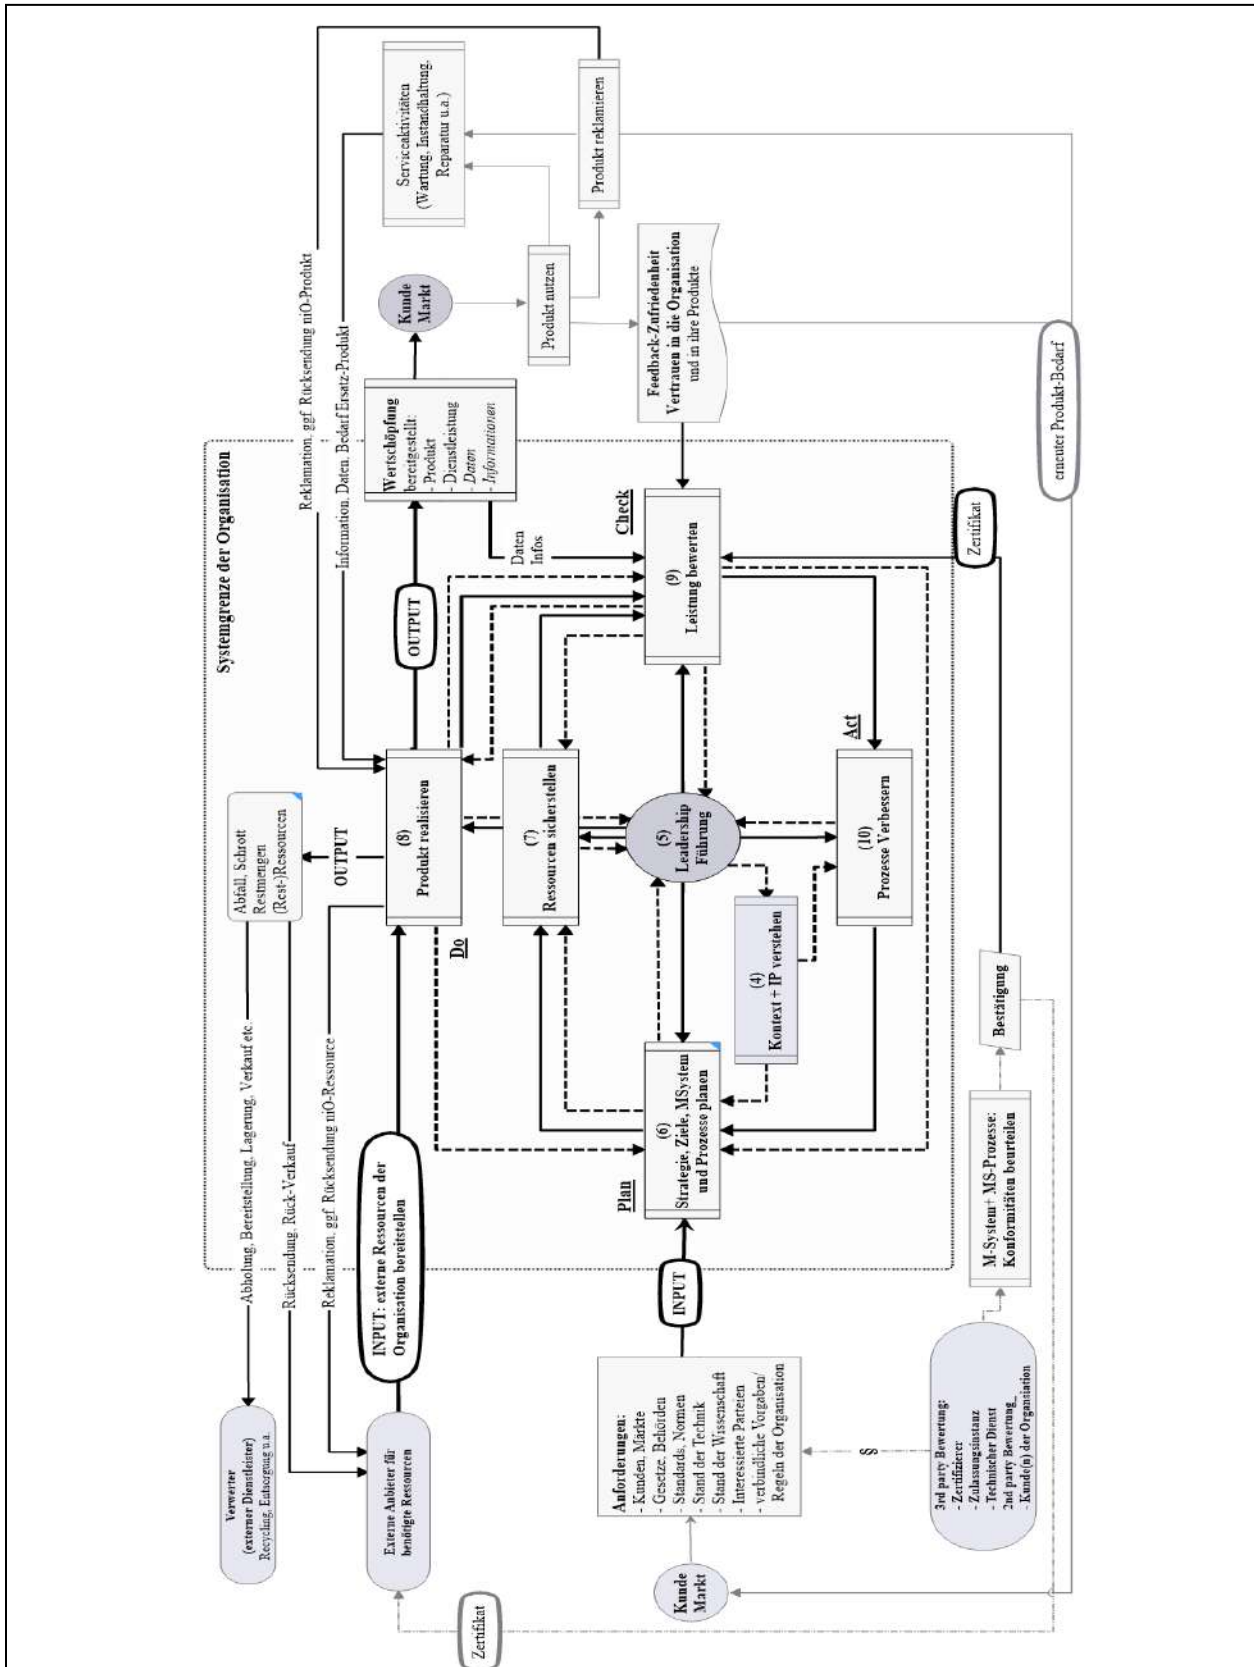 Systemgrenze der Organisation
Verwerter
(externer Dienstleister)
Recycling, Entsorgung u.a.
Abholung, Bereitstellung, Lagerung, Verkauf etc.
Rücksendung, Rück-Verkauf
Reklamation, ggf. Rücksendung niO-Ressource
Abfall, Schrott
Restmengen
(Rest-)Ressourcen
OUTPUT
Reklamation, ggf. Rücksendung niO-Produkt
Information, Daten, Bedarf Ersatz-Produkt
Externe Anbieter für
benötigte Ressourcen
INPUT: externe Ressourcen der
Organisation bereitstellen
Do
(8)
Produkt realisieren
OUTPUT
Wertschöpfung
bereitgestellt:
- Produkt
- Dienstleistung
- Daten
- Informationen
Kunde
Markt
Serviceaktivitäten
(Wartung, Instandhaltung,
Reparatur u.a.)
Produkt nutzen
Produkt reklamieren
Daten
Infos
(7)
Ressourcen sicherstellen
Zertifikat
Kunde
Markt
Anforderungen:
- Kunden, Märkte
- Gesetze, Behörden
- Standards, Normen
- Stand der Technik
- Stand der Wissenschaft
- Interessierte Parteien
- verbindliche Vorgaben/
Regeln der Organisation
INPUT
Plan
(6)
Strategie, Ziele, MSystem
und Prozesse planen
(5)
Leadership
Führung
Check
(9)
Leistung bewerten
Feedback-Zufriedenheit
Vertrauen in die Organisation
und in ihre Produkte
(4)
Kontext + IP verstehen
Act
(10)
Prozesse Verbessern
§
3rd party Bewertung:
- Zertifizierer
- Zulassungsinstanz
- Technischer Dienst
2nd party Bewertung_
- Kunde(n) der Organsiation
M-System+ MS-Prozesse:
Konformitäten beurteilen
Bestätigung
Zertifikat
erneuter Produkt-Bedarf